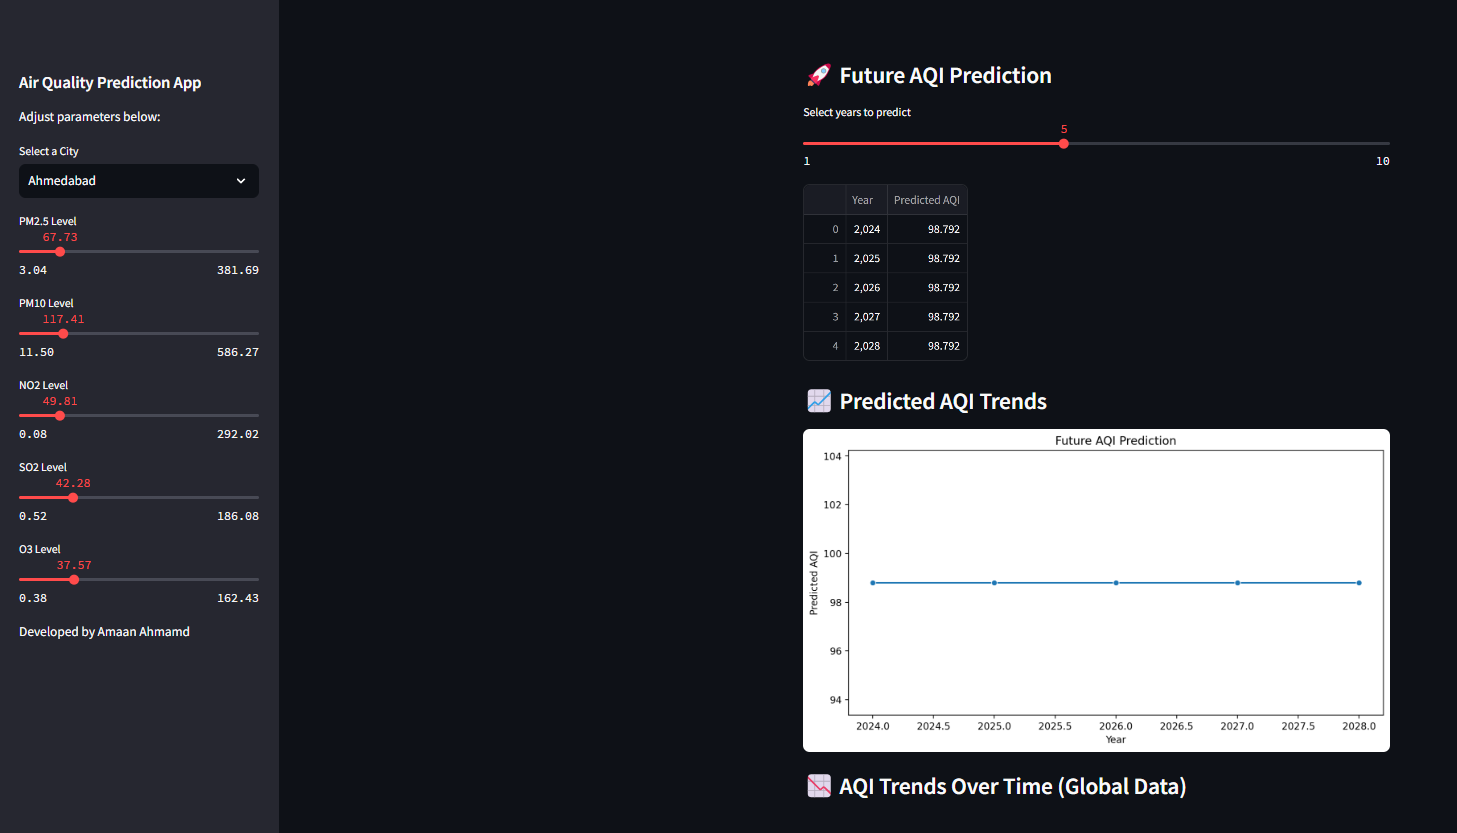 Air Quality Prediction App
Adjust parameters below:
Select a City
Ahmedabad
PM2.5 Level
67.73
3.04 381.69
PM10 Level
117.41
11.50 586.27
NO2 Level
49.81
0.08 292.02
SO2 Level
42.28
0.52 186.08
O3 Level
37.57
0.38 162.43
Developed by Amaan Ahmamd
🚀 Future AQI Prediction
Select years to predict
5
1 10
Year Predicted AQI
0 2,024 98.792
1 2,025 98.792
2 2,026 98.792
3 2,027 98.792
4 2,028 98.792
📈 Predicted AQI Trends
Future AQI Prediction
104
102
100
98
96
94
Predicted AQI
2024.0 2024.5 2025.0 2025.5 2026.0 2026.5 2027.0 2027.5 2028.0
Year
📉 AQI Trends Over Time (Global Data)